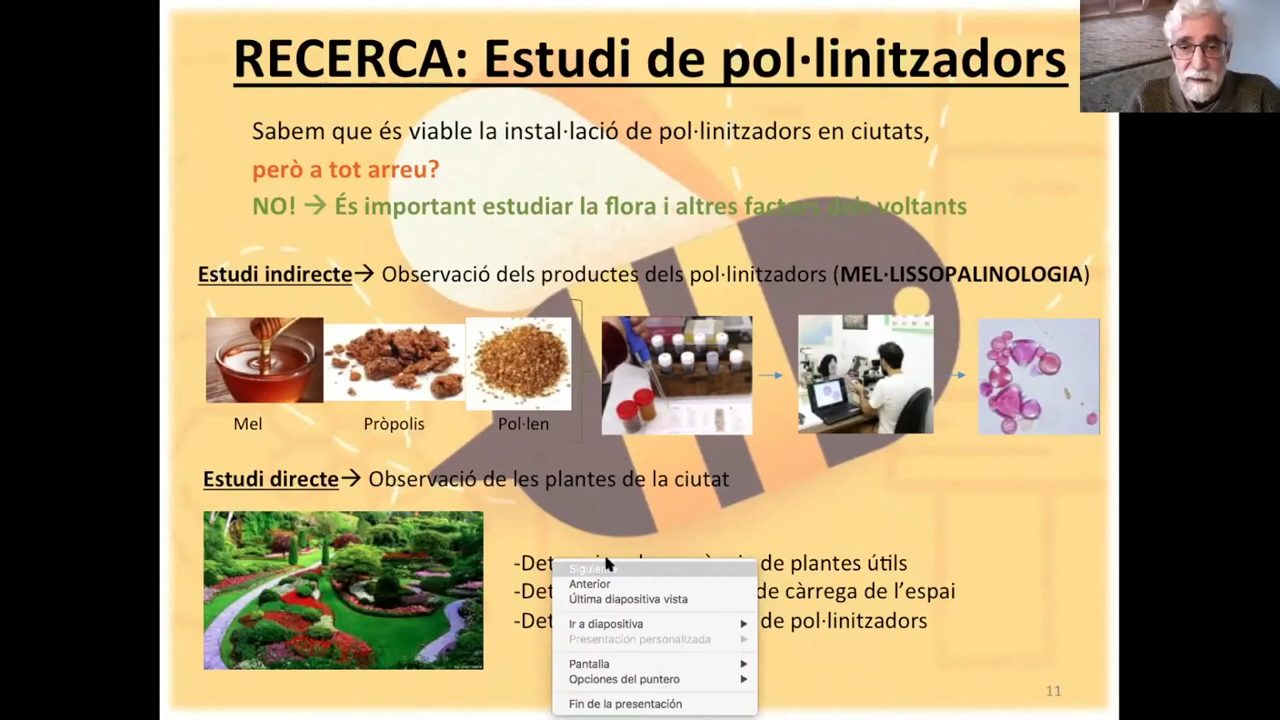 RECERCA: Estudi de pol·linitzadors
Sabem que és viable la instal·lació de pol·linitzadors en ciutats,
però a tot arreu?
NO! → És important estudiar la flora i altres factors dels voltants
Estudi indirecte→ Observació dels productes dels pol·linitzadors (MEL·LISSOPALINOLOGIA)
Mel
Pròpolis
Pol·len
Estudi directe→ Observació de les plantes de la ciutat
-Det de plantes útils
-Det de càrrega de l’espai
-Det de pol·linitzadors
Anterior
Última diapositiva vista
Ir a diapositiva
Presentación personalizada
Pantalla
Opciones del puntero
Fin de la presentación
11